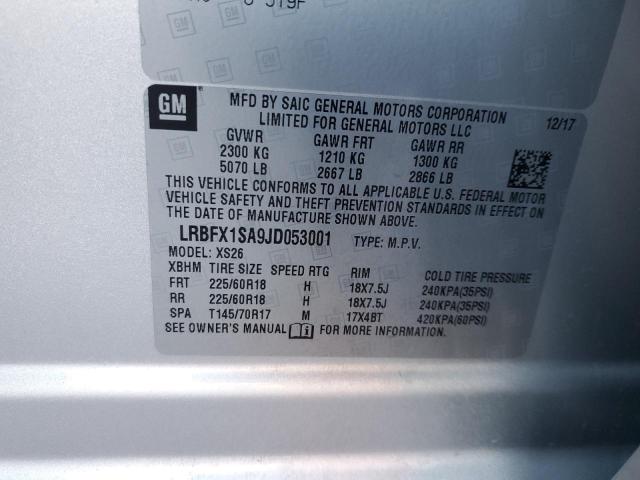 GM
MFD BY SAIC GENERAL MOTORS CORPORATION
LIMITED FOR GENERAL MOTORS LLC
12/17
GVWR GAWR FRT GAWR RR
2300 KG 1210 KG 1300 KG
5070 LB 2667 LB 2866 LB
THIS VEHICLE CONFORMS TO ALL APPLICABLE U.S. FEDERAL MOTOR
VEHICLE SAFETY AND THEFT PREVENTION STANDARDS IN EFFECT ON
THE DATE OF MANUFACTURE SHOWN ABOVE.
LRBFX1SA9JD053001 TYPE: M.P.V.
MODEL: XS26
XBHM TIRE SIZE SPEED RTG RIM COLD TIRE PRESSURE
FRT 225/60R18 H 18X7.5J 240KPA(35PSI)
RR 225/60R18 H 18X7.5J 240KPA(35PSI)
SPA T145/70R17 M 17X4BT 420KPA(60PSI)
SEE OWNER'S MANUAL FOR MORE INFORMATION.